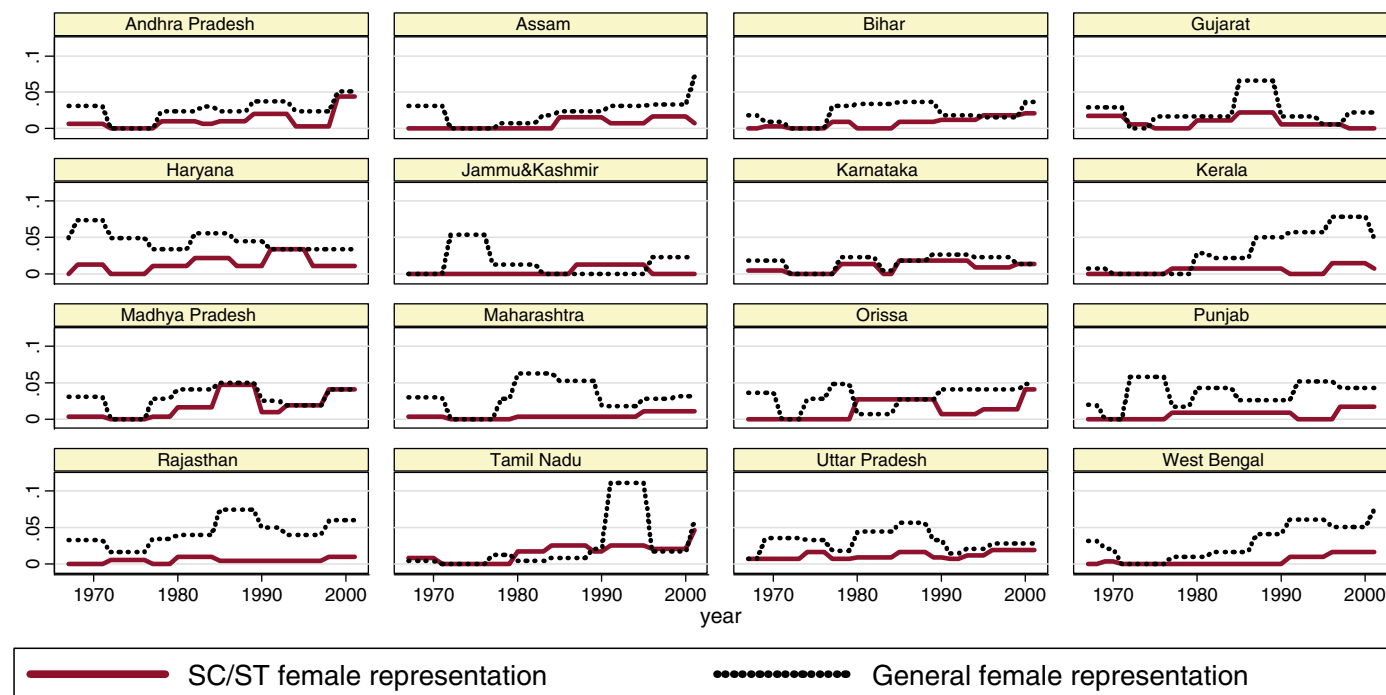 Andhra Pradesh Assam Bihar Gujarat
.1
.05
0
Haryana Jammu&Kashmir Karnataka Kerala
.1
.05
0
Madhya Pradesh Maharashtra Orissa Punjab
.1
.05
0
Rajasthan Tamil Nadu Uttar Pradesh West Bengal
.1
.05
0
1970 1980 1990 2000 1970 1980 1990 2000 1970 1980 1990 2000 1970 1980 1990 2000
year
SC/ST female representation General female representation